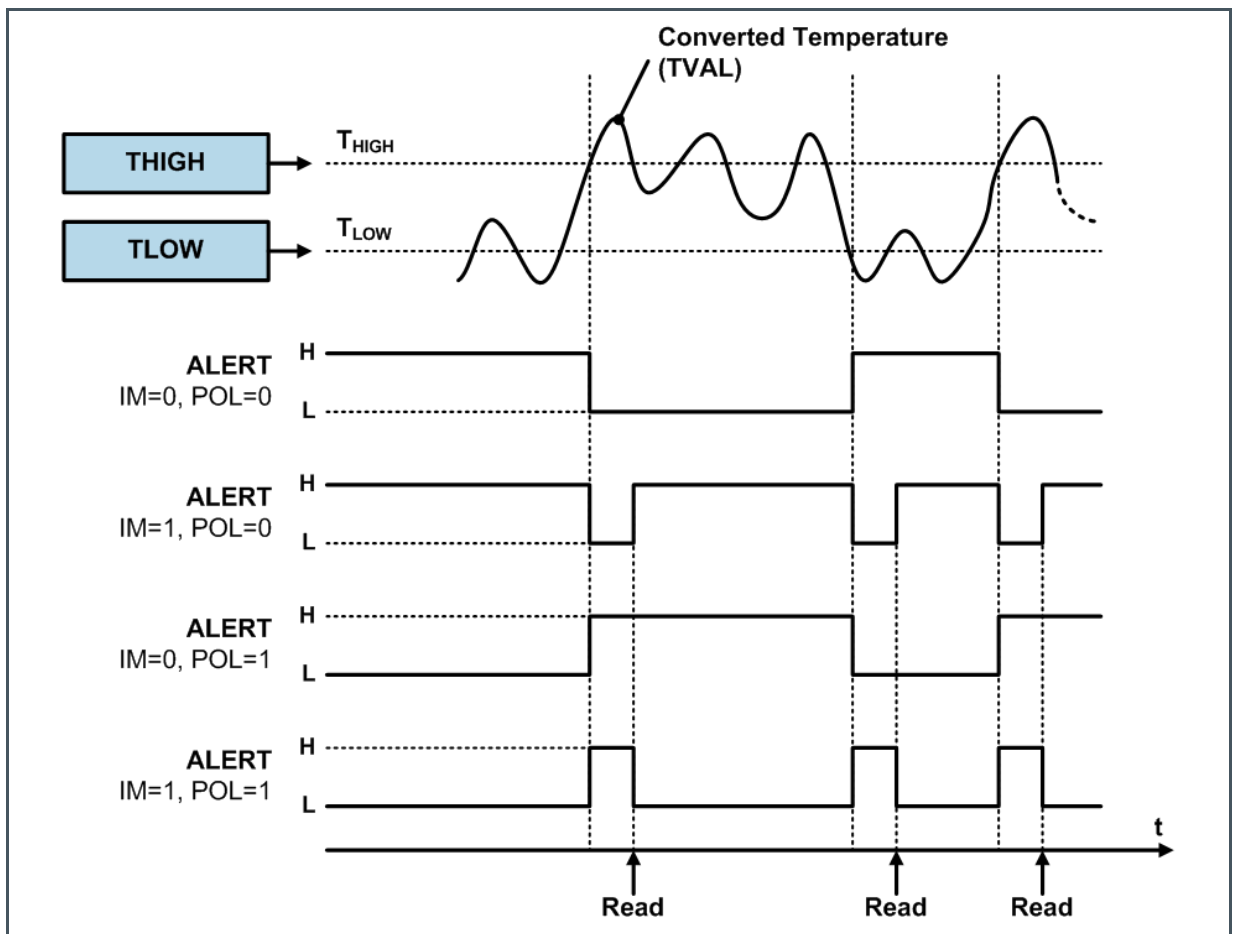 Converted Temperature
(TVAL)
THIGH
THIGH
TLOW
TLOW
ALERT
IM=0, POL=0
H
L
ALERT
IM=1, POL=0
H
L
ALERT
IM=0, POL=1
H
L
ALERT
IM=1, POL=1
H
L
t
Read
Read
Read